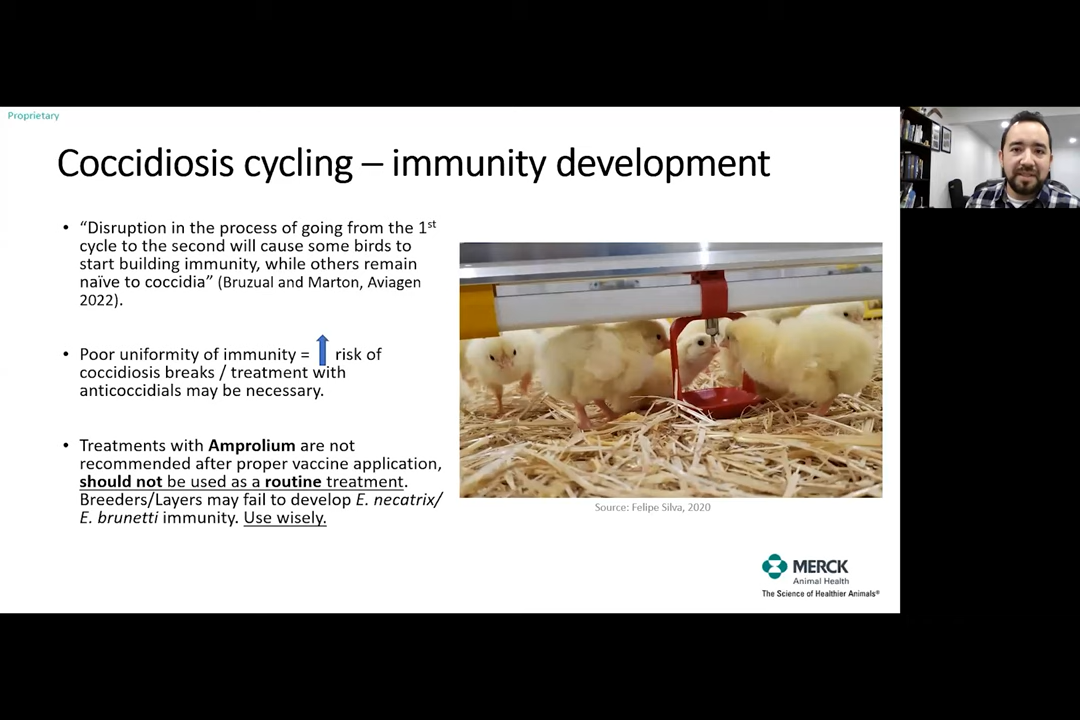 Proprietary
Coccidiosis cycling – immunity development
• “Disruption in the process of going from the 1st
cycle to the second will cause some birds to
start building immunity, while others remain
naïve to coccidia” (Bruzual and Marton, Aviagen
2022).
• Poor uniformity of immunity = risk of
coccidiosis breaks / treatment with
anticoccidials may be necessary.
• Treatments with Amprolium are not
recommended after proper vaccine application,
should not be used as a routine treatment.
Breeders/Layers may fail to develop E. necatrix/
E. brunetti immunity. Use wisely.
Source: Felipe Silva, 2020
MERCK
Animal Health
The Science of Healthier Animals®